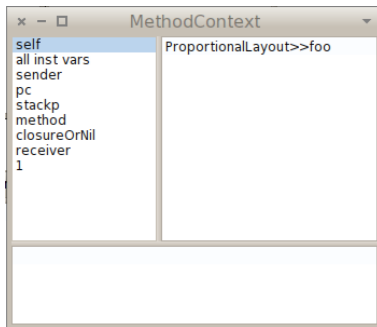 MethodContext
self
all inst vars
sender
pc
stackp
method
closureOrNil
receiver
1
ProportionalLayout>>foo